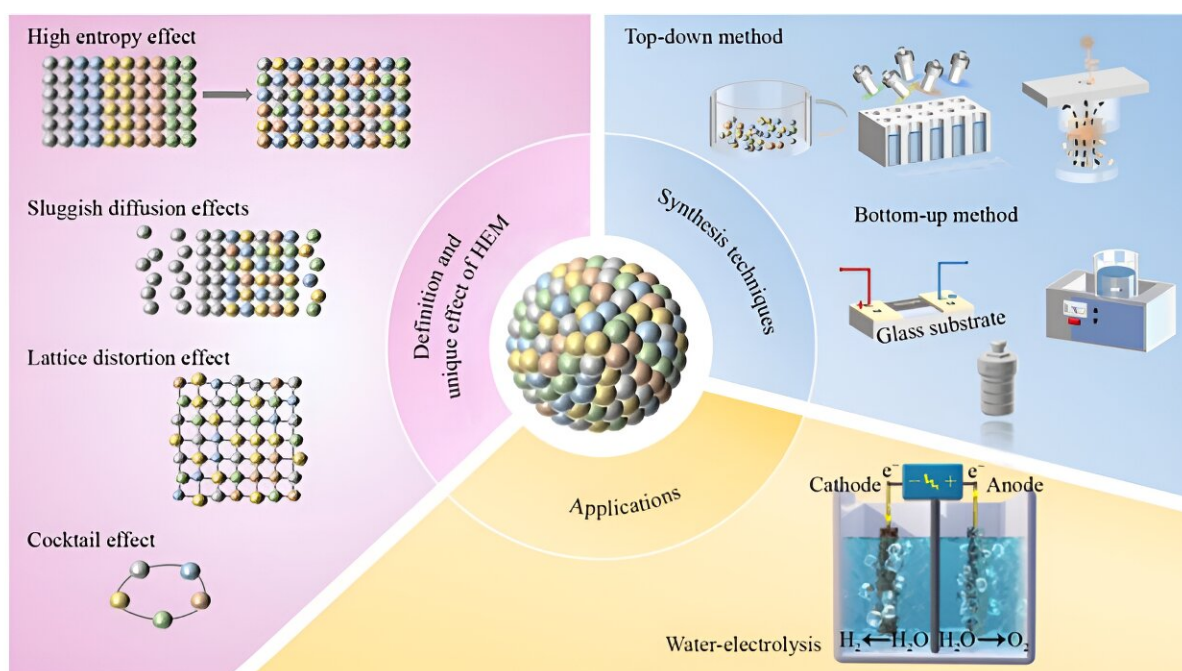 High entropy effect
Sluggish diffusion effects
Lattice distortion effect
Cocktail effect
Definition and
unique effect of HEM
Top-down method
Synthesis techniques
Bottom-up method
Glass substrate
Applications
Cathode
e⁻
− +
e⁻
Anode
Water-electrolysis
H₂←H₂O
H₂O→O₂